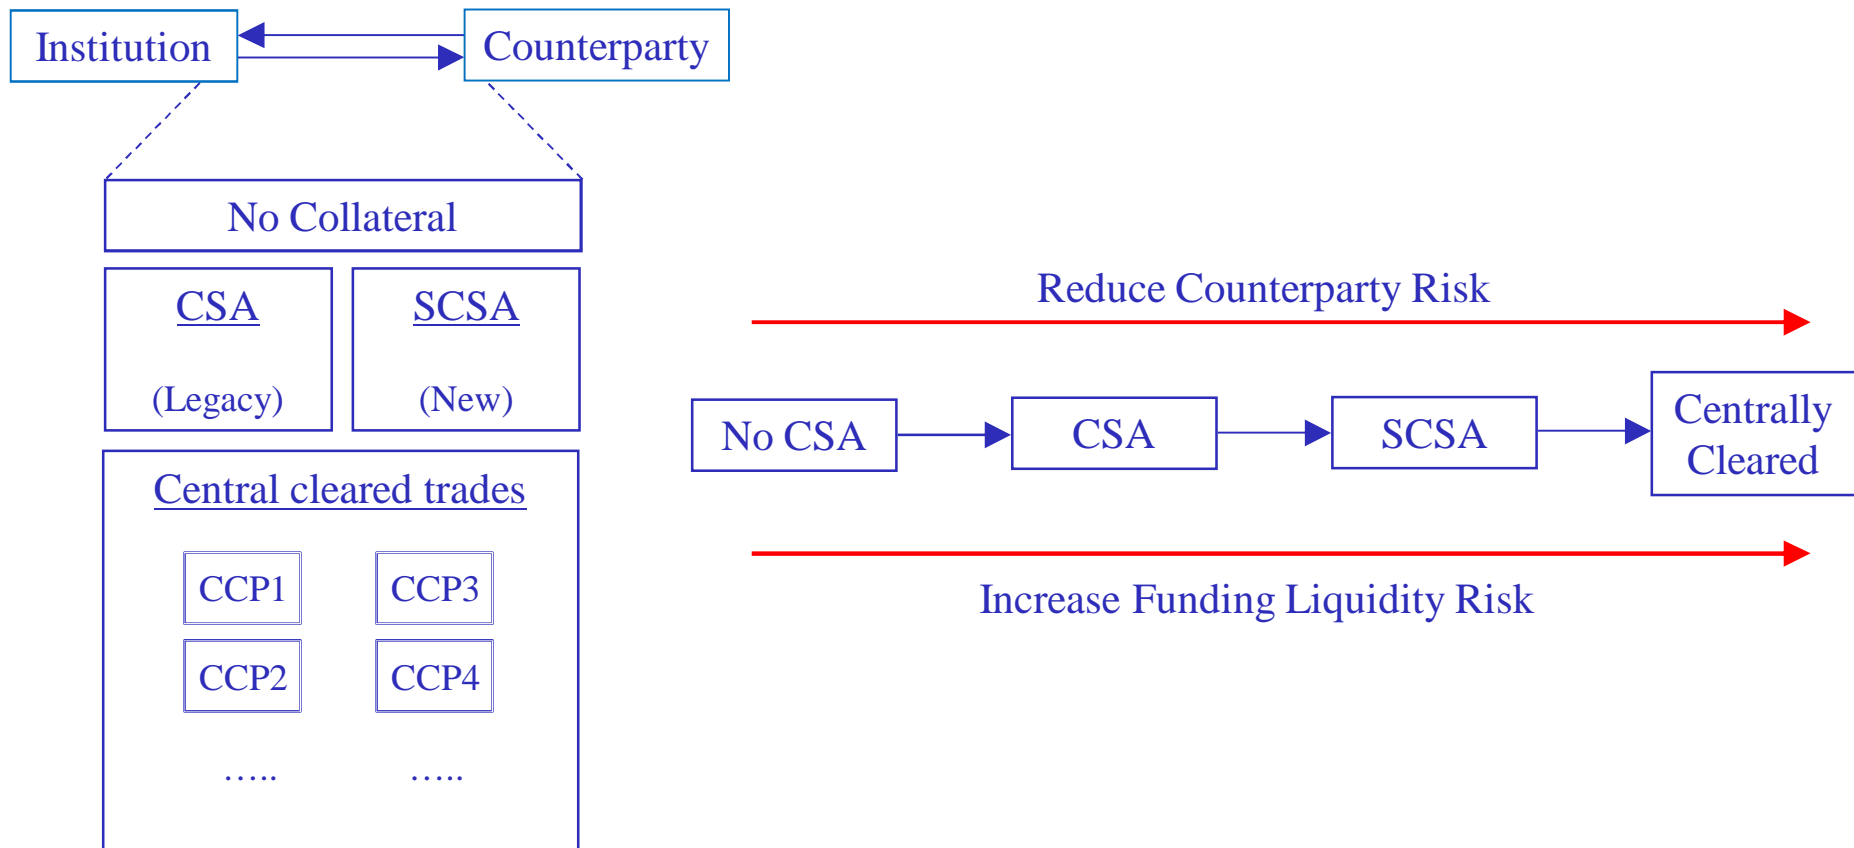 Institution
Counterparty
No Collateral
CSA
(Legacy)
SCSA
(New)
Central cleared trades
CCP1
CCP3
CCP2
CCP4
.....
.....
Reduce Counterparty Risk
No CSA
CSA
SCSA
Centrally
Cleared
Increase Funding Liquidity Risk